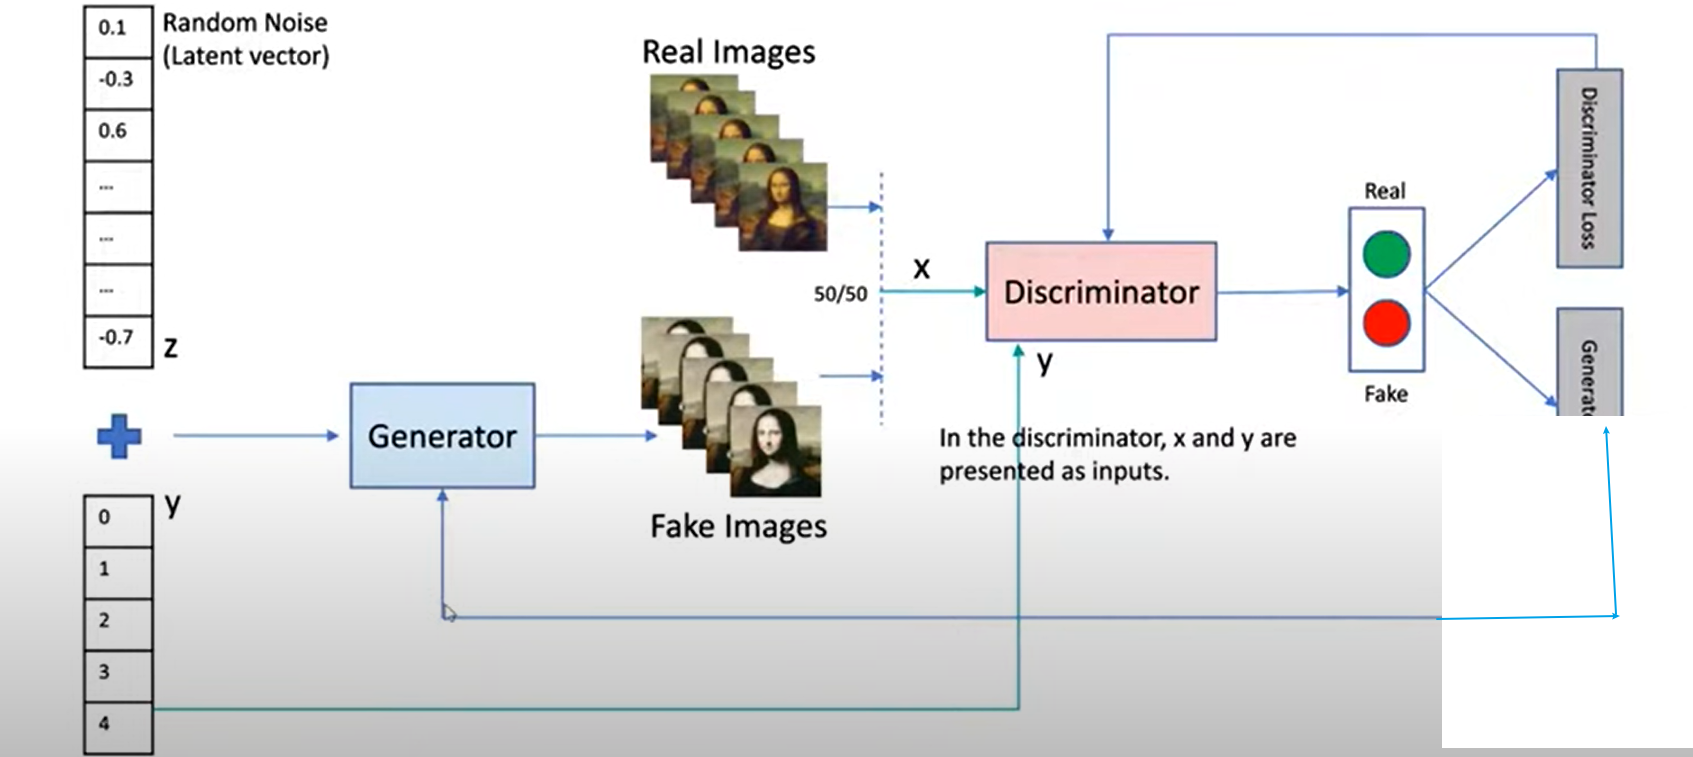 0.1
-0.3
0.6
...
...
...
-0.7
Random Noise
(Latent vector)
z
y
0
1
2
3
4
Generator
Real Images
Fake Images
50/50
x
Discriminator
y
In the discriminator, x and y are
presented as inputs.
Real
Fake
Discriminator Loss